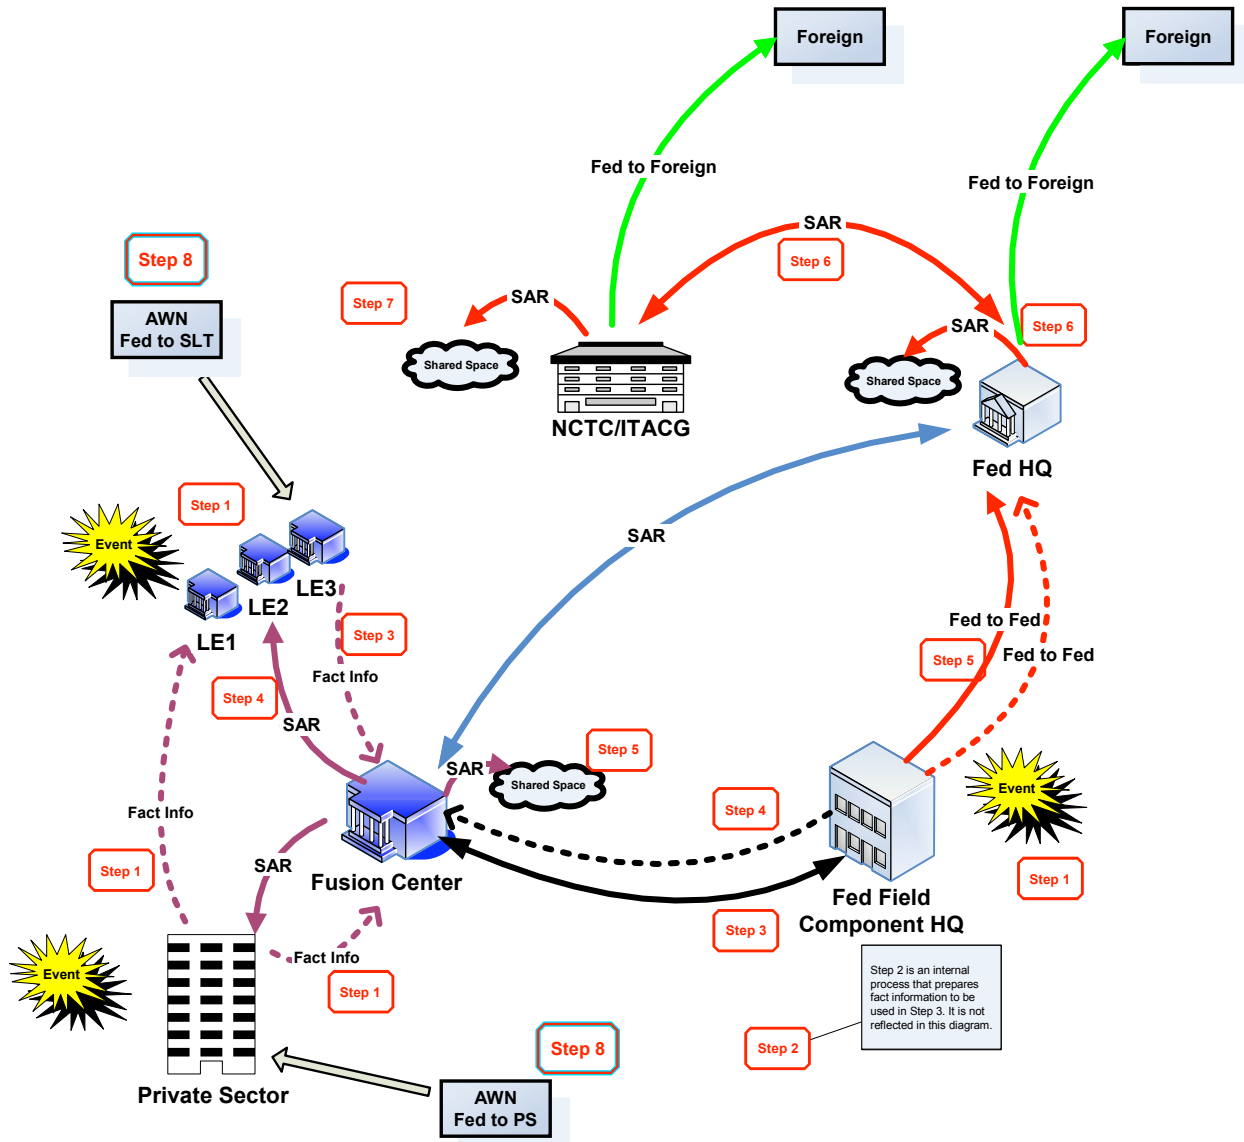 Foreign
Foreign
Fed to Foreign
Fed to Foreign
SAR
Step 8
Step 6
Step 7
SAR
AWN
Fed to SLT
SAR
Step 6
Shared Space
Shared Space
NCTC/ITACG
Fed HQ
Step 1
Event
SAR
LE3
LE2
LE1
Step 3
Fed to Fed
Fed to Fed
Step 5
Fact Info
Step 4
SAR
Step 5
SAR
Shared Space
Event
Fact Info
Step 4
Step 1
SAR
Fusion Center
Step 1
Fed Field
Component HQ
Step 3
Fact Info
Event
Step 1
Step 2 is an internal
process that prepares
fact information to be
used in Step 3. It is not
reflected in this diagram.
Step 8
Step 2
Private Sector
AWN
Fed to PS